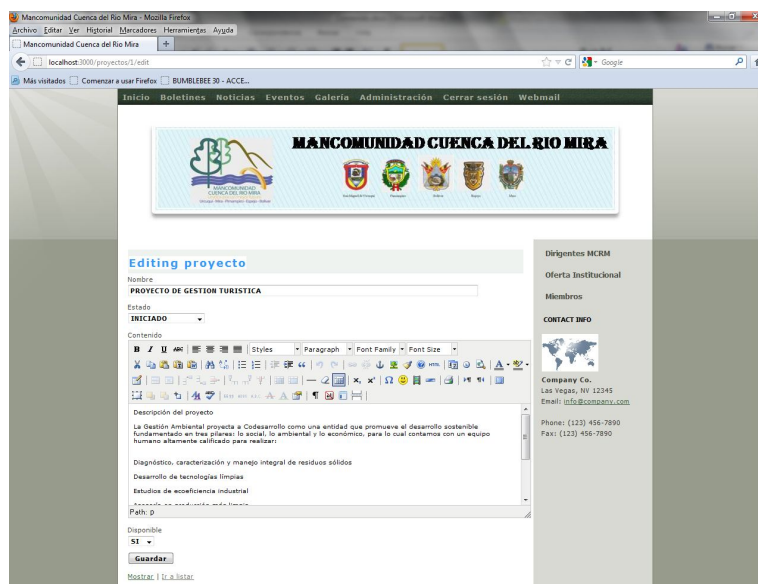 Mancomunidad Cuenca del Rio Mira - Mozilla Firefox
Archivo Editar Ver Historial Marcadores Herramientas Ayuda
Mancomunidad Cuenca del Rio Mira +
localhost:3000/proyectos/1/edit
Google
Más visitados Comenzar a usar Firefox BUMBLEBEE 30 - ACCE...
Inicio Boletines Noticias Eventos Galería Administración Cerrar sesión Webmail
MANCOMUNIDAD CUENCA DEL RIO MIRA
MANCOMUNIDAD
CUENCA DEL RIO MIRA
Editing proyecto
Nombre
PROYECTO DE GESTION TURISTICA
Estado
INICIADO
Contenido
B I U ABC Styles Paragraph Font Family Font Size
HTML
Descripción del proyecto
La Gestión Ambiental proyecta a Codesarrollo como una entidad que promueve el desarrollo sostenible
fundamentado en tres pilares: lo social, lo ambiental y lo económico, para lo cual contamos con un equipo
humano altamente calificado para realizar:
Diagnóstico, caracterización y manejo integral de residuos sólidos
Desarrollo de tecnologías limpias
Estudios de ecoeficiencia industrial
Asesoría en producción más limpia
Path: p
Disponible
SI
Guardar
Mostrar | Ir a listar
Dirigentes MCRM
Oferta Institucional
Miembros
CONTACT INFO
Company Co.
Las Vegas, NV 12345
Email: info@company.com
Phone: (123) 456-7890
Fax: (123) 456-7890